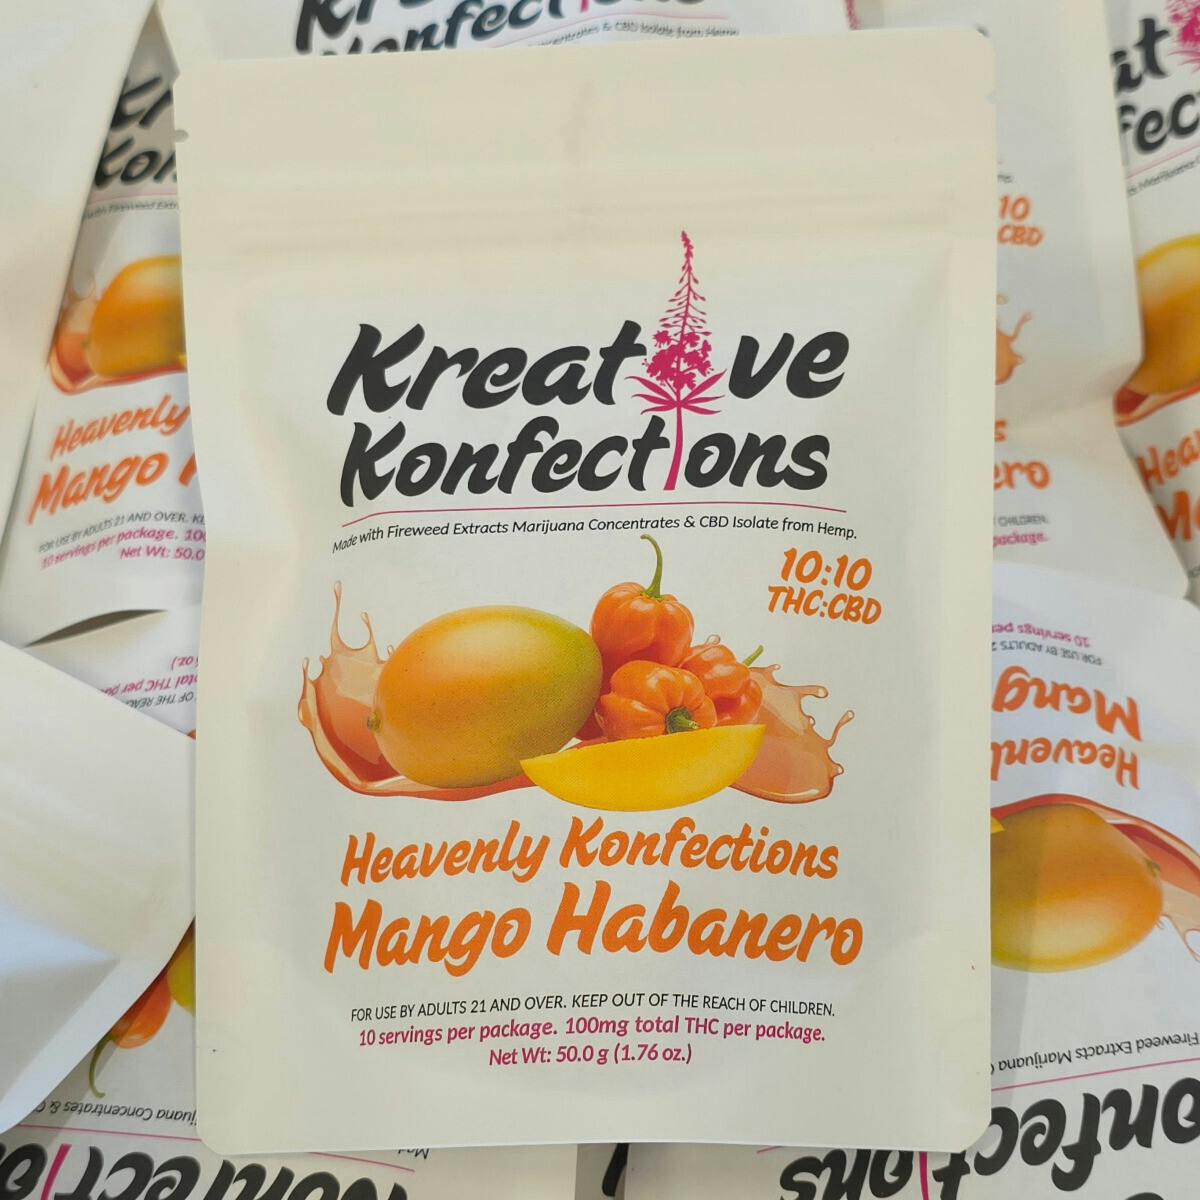 Kreative
Konfections
Made with Fireweed Extracts Marijuana Concentrates & CBD Isolate from Hemp.
10:10
THC:CBD
Heavenly Konfections
Mango Habanero
FOR USE BY ADULTS 21 AND OVER. KEEP OUT OF THE REACH OF CHILDREN.
10 servings per package. 100mg total THC per package.
Net Wt: 50.0 g (1.76 oz.)